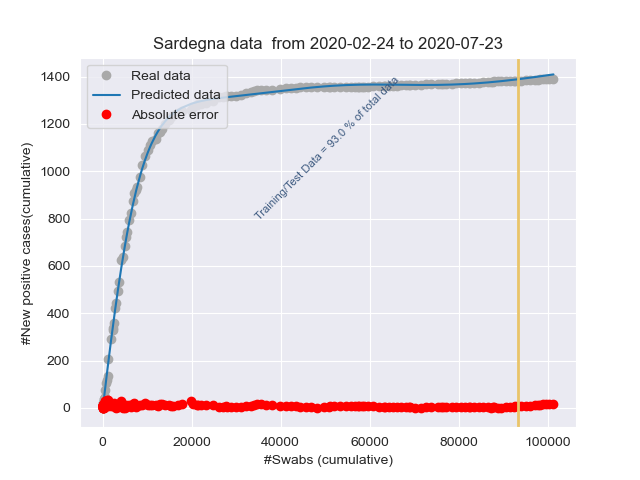 Sardegna data  from 2020-02-24 to 2020-07-23
Real data
Predicted data
Absolute error
Training/Test Data = 93.0 % of total data
#New positive cases(cumulative)
1400
1200
1000
800
600
400
200
0
0
20000
40000
60000
80000
100000
#Swabs (cumulative)